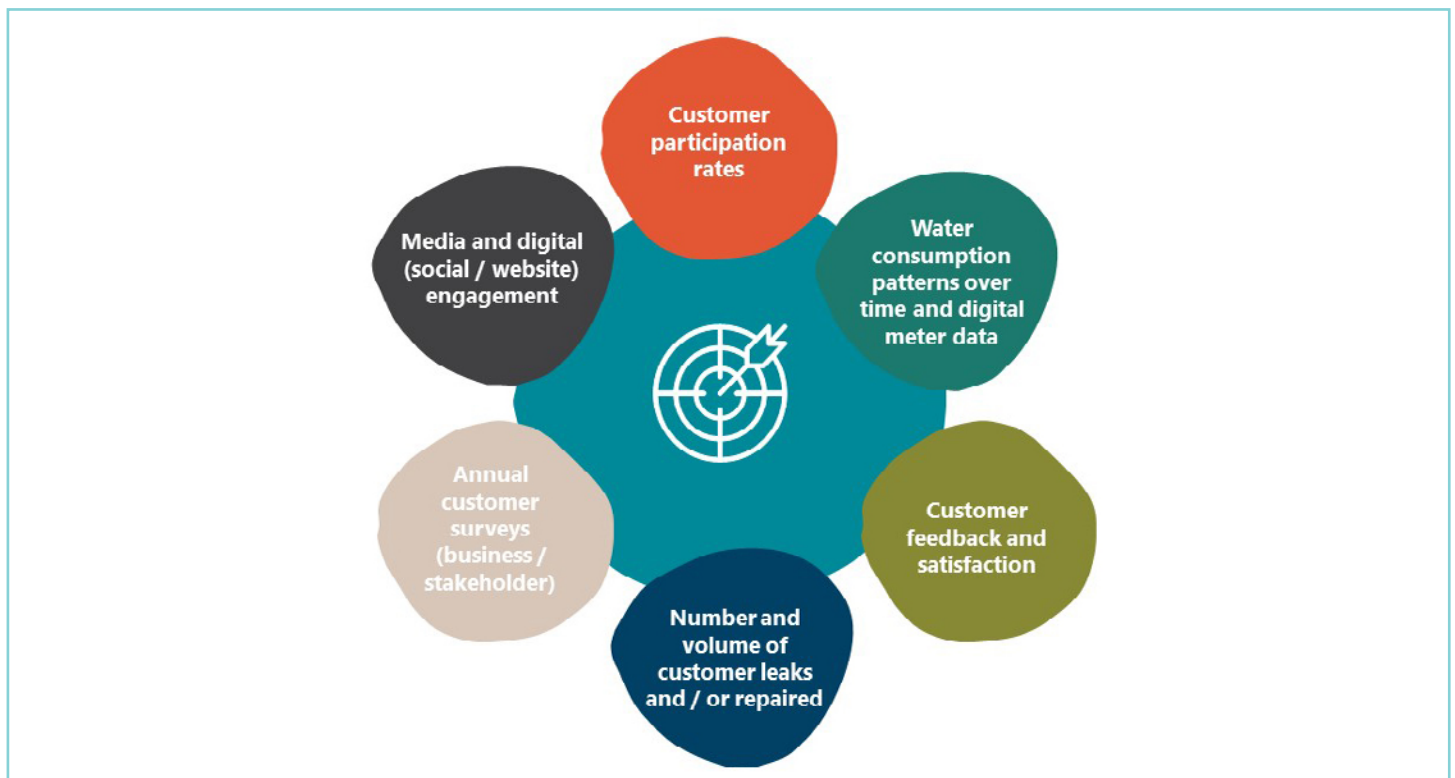 Customer
participation
rates
Water
consumption
patterns over
time and digital
meter data
Customer
feedback and
satisfaction
Number and
volume of
customer leaks
and / or repaired
Annual
customer
surveys
(business /
stakeholder)
Media and digital
(social / website)
engagement